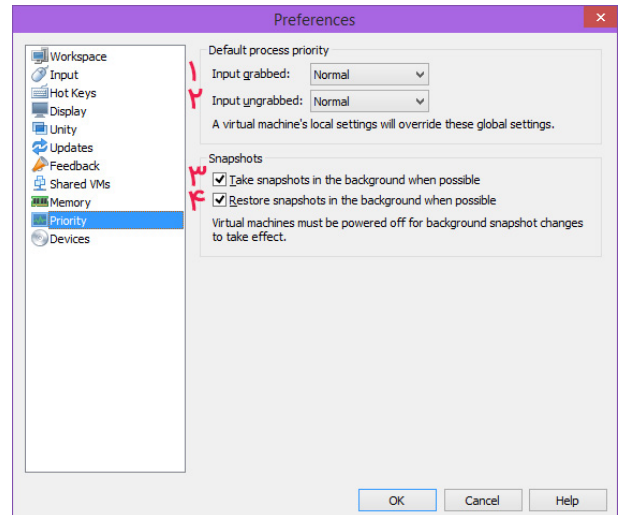 Preferences
Workspace
Input
Hot Keys
Display
Unity
Updates
Feedback
Shared VMs
Memory
Priority
Devices
Default process priority
۱ Input grabbed: Normal
۲ Input ungrabbed: Normal
A virtual machine's local settings will override these global settings.
Snapshots
۳ Take snapshots in the background when possible
۴ Restore snapshots in the background when possible
Virtual machines must be powered off for background snapshot changes
to take effect.
OK Cancel Help